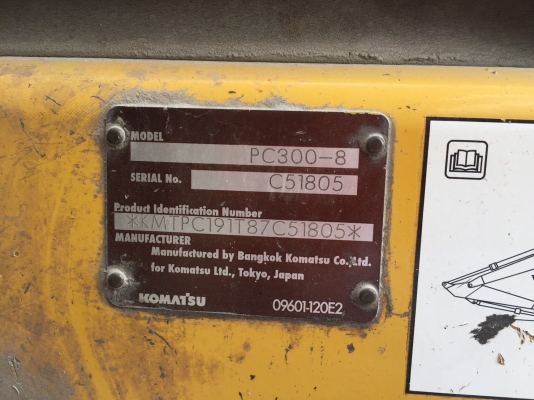 MODEL
PC300-8
SERIAL No.
C51805
Product Identification Number
*KMTPC191T87C51805*
MANUFACTURER
Manufactured by Bangkok Komatsu Co.,Ltd.
for Komatsu Ltd., Tokyo, Japan
KOMATSU
09601-120E2